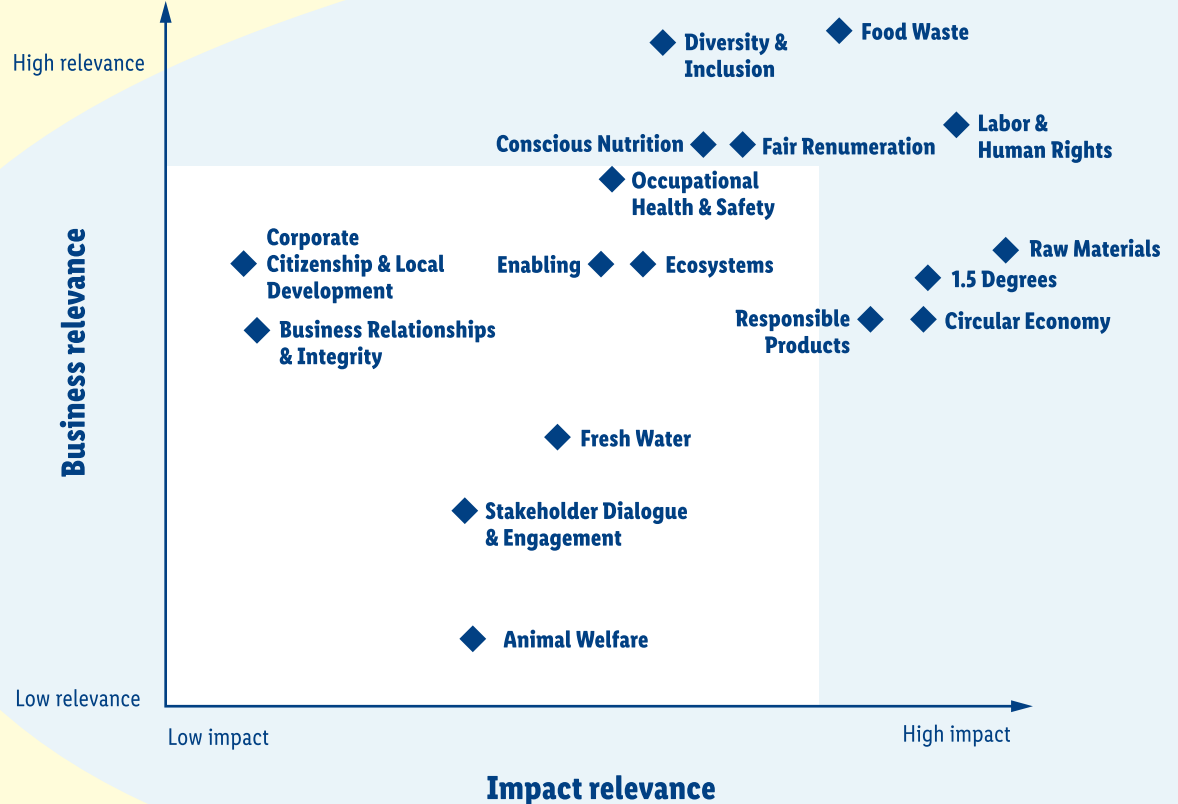 High relevance
Diversity &
Inclusion
Food Waste
Conscious Nutrition
Fair Renumeration
Labor &
Human Rights
Occupational
Health & Safety
Corporate
Citizenship & Local
Development
Enabling
Ecosystems
Raw Materials
1.5 Degrees
Business Relationships
& Integrity
Responsible
Products
Circular Economy
Business relevance
Fresh Water
Stakeholder Dialogue
& Engagement
Animal Welfare
Low relevance
Low impact
High impact
Impact relevance